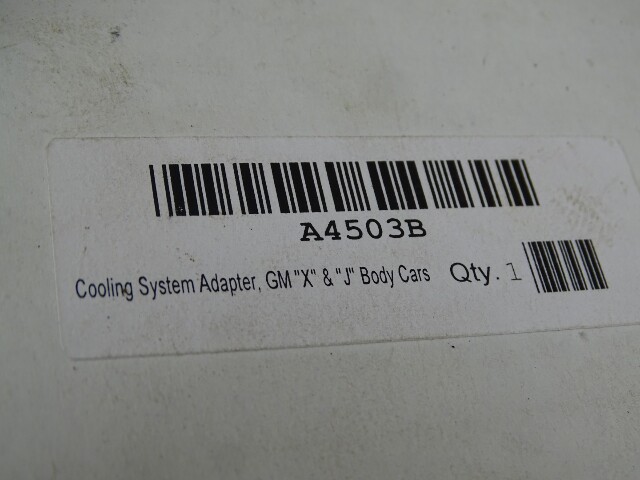 A4503B
Cooling System Adapter, GM "X" & "J" Body Cars Qty. 1